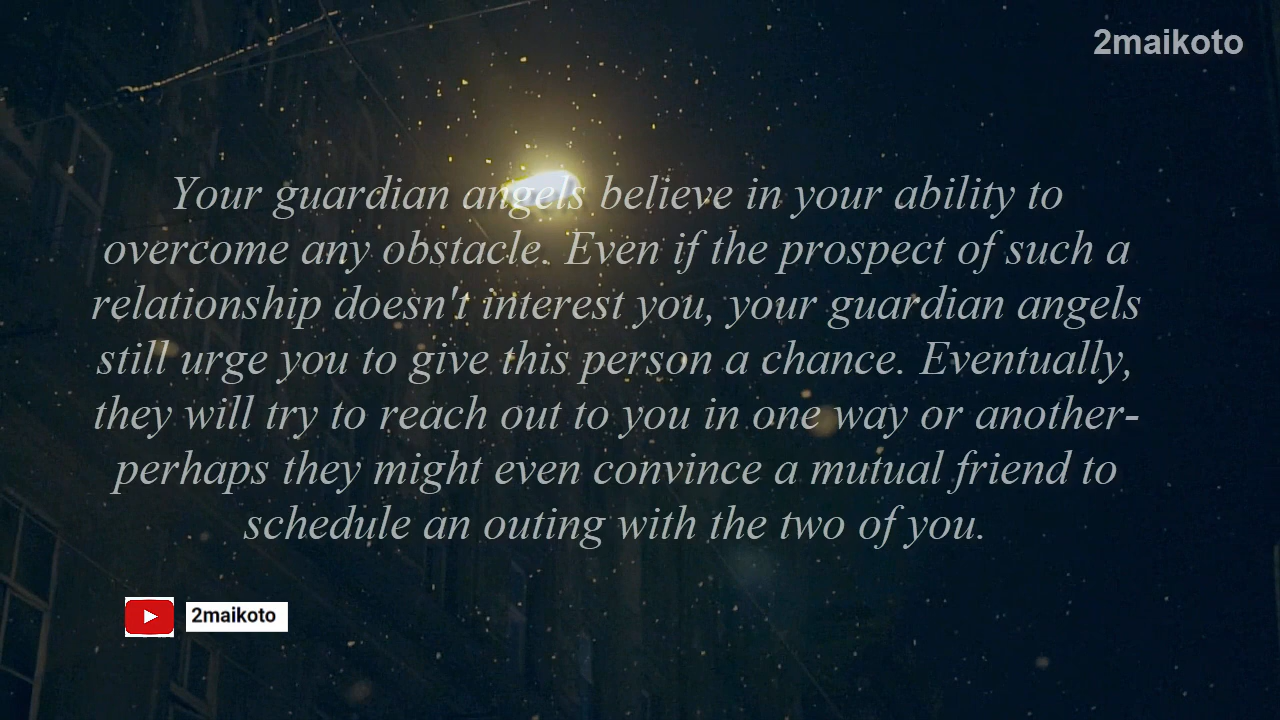 2maikoto
Your guardian angels believe in your ability to
overcome any obstacle. Even if the prospect of such a
relationship doesn't interest you, your guardian angels
still urge you to give this person a chance. Eventually,
they will try to reach out to you in one way or another-
perhaps they might even convince a mutual friend to
schedule an outing with the two of you.
2maikoto